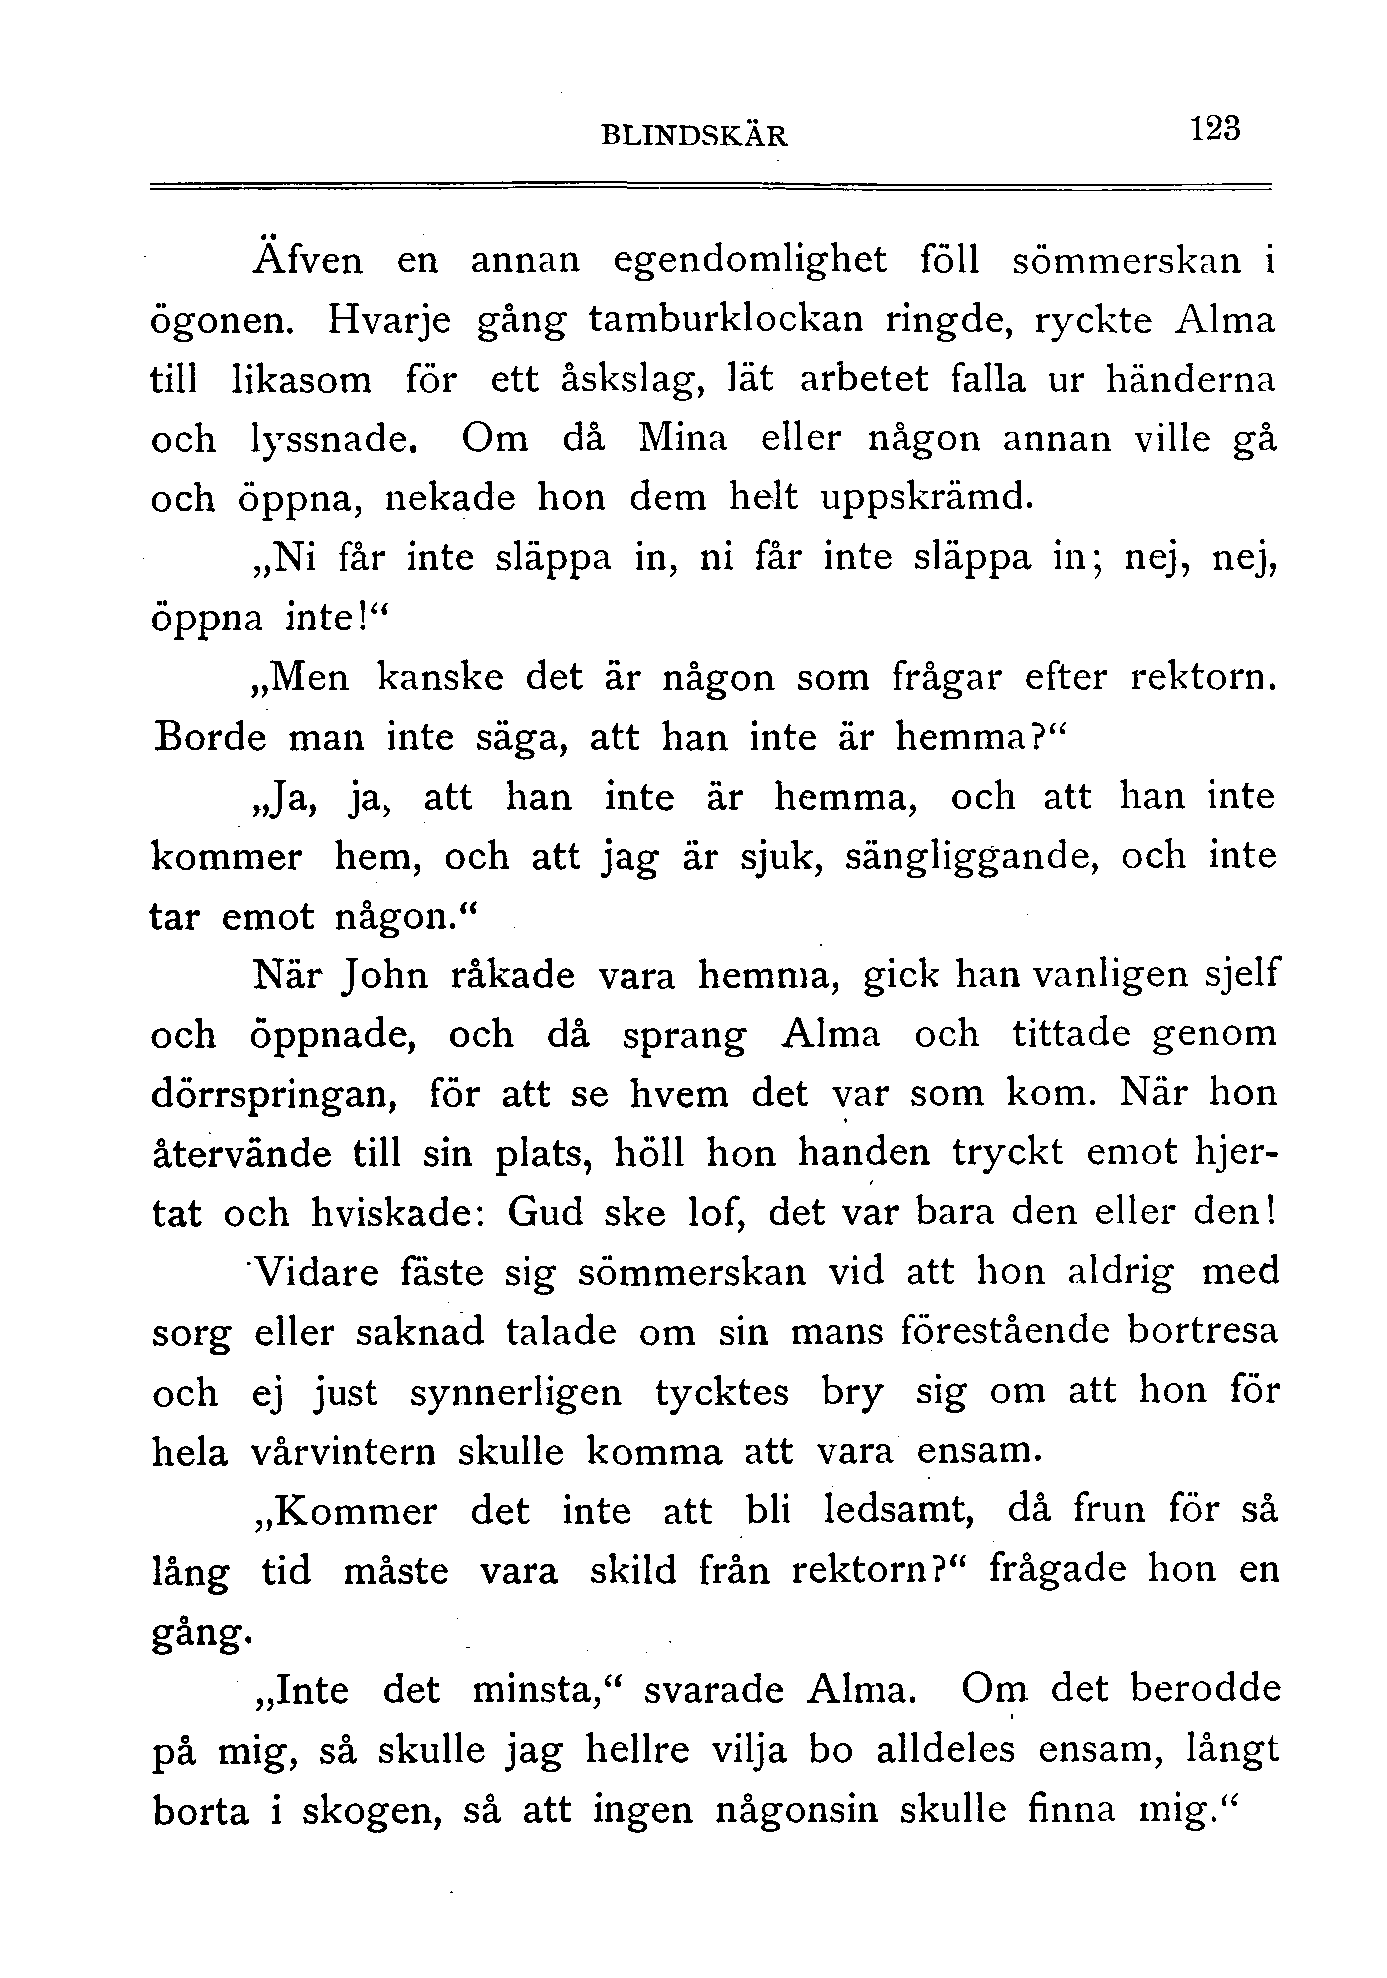 BLINDSKÄR 123
Äfven en annan egendomlighet föll sömmerskan i
ögonen. Hvarje gång tamburklockan ringde, ryckte Alma
till likasom för ett åskslag, lät arbetet falla ur händerna
och lyssnade. Om då Mina eller någon annan ville gå
och öppna, nekade hon dem helt uppskrämd.
„Ni får inte släppa in, ni får inte släppa in; nej, nej,
öppna inte!“
„Men kanske det är någon som frågar efter rektorn.
Borde man inte säga, att han inte är hemma?“
„Ja, ja, att han inte är hemma, och att han inte
kommer hem, och att jag är sjuk, sängliggande, och inte
tar emot någon.“
När John råkade vara hemma, gick han vanligen sjelf
och öppnade, och då sprang Alma och tittade genom
dörrspringan, för att se hvem det var som kom. När hon
återvände till sin plats, höll hon handen tryckt emot hjer-
tat och hviskade: Gud ske lof, det var bara den eller den!
Vidare fäste sig sömmerskan vid att hon aldrig med
sorg eller saknad talade om sin mans förestående bortresa
och ej just synnerligen tycktes bry sig om att hon för
hela vårvintern skulle komma att vara ensam.
„Kommer det inte att bli ledsamt, då frun för så
lång tid måste vara skild från rektorn?“ frågade hon en
gång.
„Inte det minsta,“ svarade Alma. Om det berodde
på mig, så skulle jag hellre vilja bo alldeles ensam, långt
borta i skogen, så att ingen någonsin skulle finna mig.“